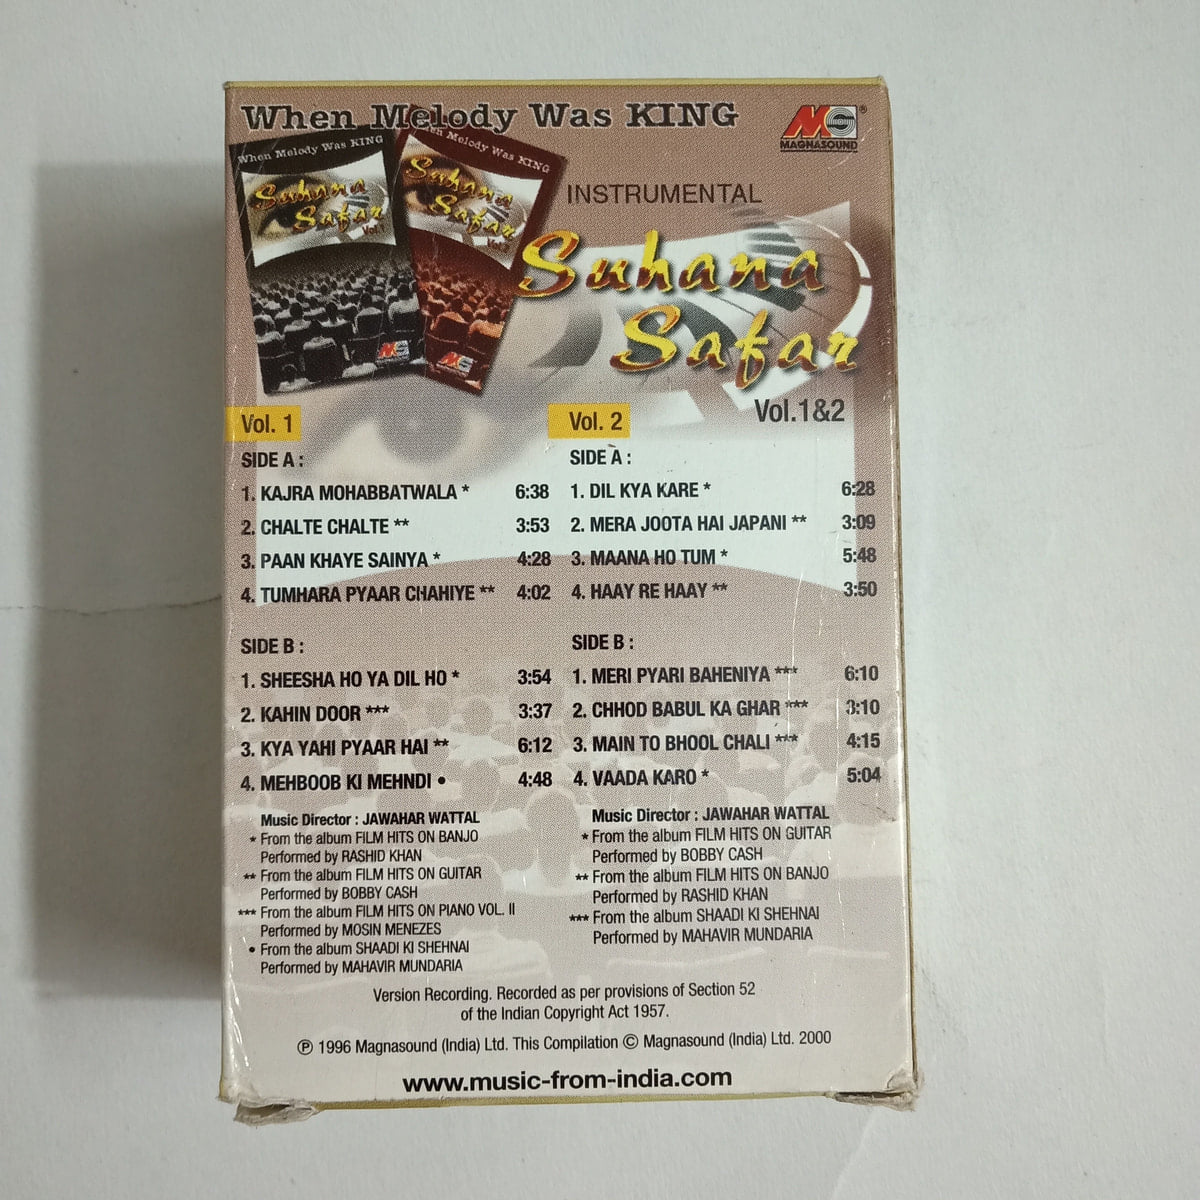 When Melody Was KING
MG®
MAGNASOUND
When Melody Was KING
Suhana
Safar
Vol.1
When Melody Was KING
Suhana
Safar
INSTRUMENTAL
Suhana
Safar
Vol.1&2
Vol. 1
SIDE A :
1. KAJRA MOHABBATWALA * 6:38
2. CHALTE CHALTE ** 3:53
3. PAAN KHAYE SAINYA * 4:28
4. TUMHARA PYAAR CHAHIYE ** 4:02
SIDE B :
1. SHEESHA HO YA DIL HO * 3:54
2. KAHIN DOOR *** 3:37
3. KYA YAHI PYAAR HAI ** 6:12
4. MEHBOOB KI MEHNDI • 4:48
Music Director : JAWAHAR WATTAL
* From the album FILM HITS ON BANJO
Performed by RASHID KHAN
** From the album FILM HITS ON GUITAR
Performed by BOBBY CASH
*** From the album FILM HITS ON PIANO VOL. II
Performed by MOSIN MENEZES
• From the album SHAADI KI SHEHNAI
Performed by MAHAVIR MUNDARIA
Vol. 2
SIDE A :
1. DIL KYA KARE * 6:28
2. MERA JOOTA HAI JAPANI ** 3:09
3. MAANA HO TUM * 5:48
4. HAAY RE HAAY ** 3:50
SIDE B :
1. MERI PYARI BAHENIYA *** 6:10
2. CHHOD BABUL KA GHAR *** 3:10
3. MAIN TO BHOOL CHALI *** 4:15
4. VAADA KARO * 5:04
Music Director : JAWAHAR WATTAL
* From the album FILM HITS ON GUITAR
Performed by BOBBY CASH
** From the album FILM HITS ON BANJO
Performed by RASHID KHAN
*** From the album SHAADI KI SHEHNAI
Performed by MAHAVIR MUNDARIA
Version Recording. Recorded as per provisions of Section 52
of the Indian Copyright Act 1957.
℗ 1996 Magnasound (India) Ltd. This Compilation © Magnasound (India) Ltd. 2000
www.music-from-india.com